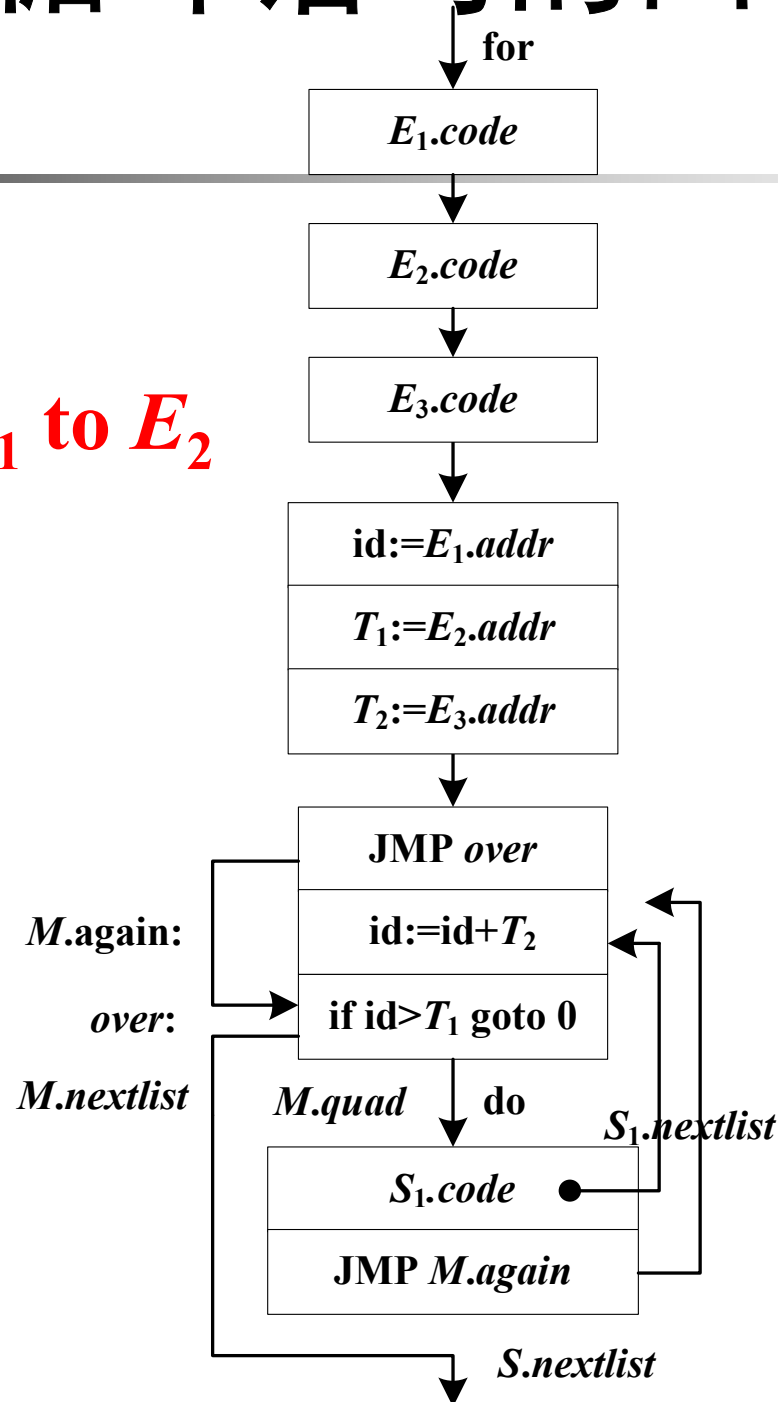 for
E₁.code
E₂.code
E₃.code
₁ to E₂
id:=E₁.addr
T₁:=E₂.addr
T₂:=E₃.addr
JMP over
M.again:
id:=id+T₂
over:
if id>T₁ goto 0
M.nextlist
M.quad
do
S₁.nextlist
S₁.code
JMP M.again
S.nextlist